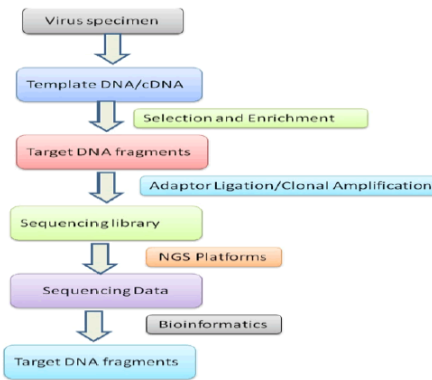 Virus specimen
Template DNA/cDNA
Selection and Enrichment
Target DNA fragments
Adaptor Ligation/Clonal Amplification
Sequencing library
NGS Platforms
Sequencing Data
Bioinformatics
Target DNA fragments